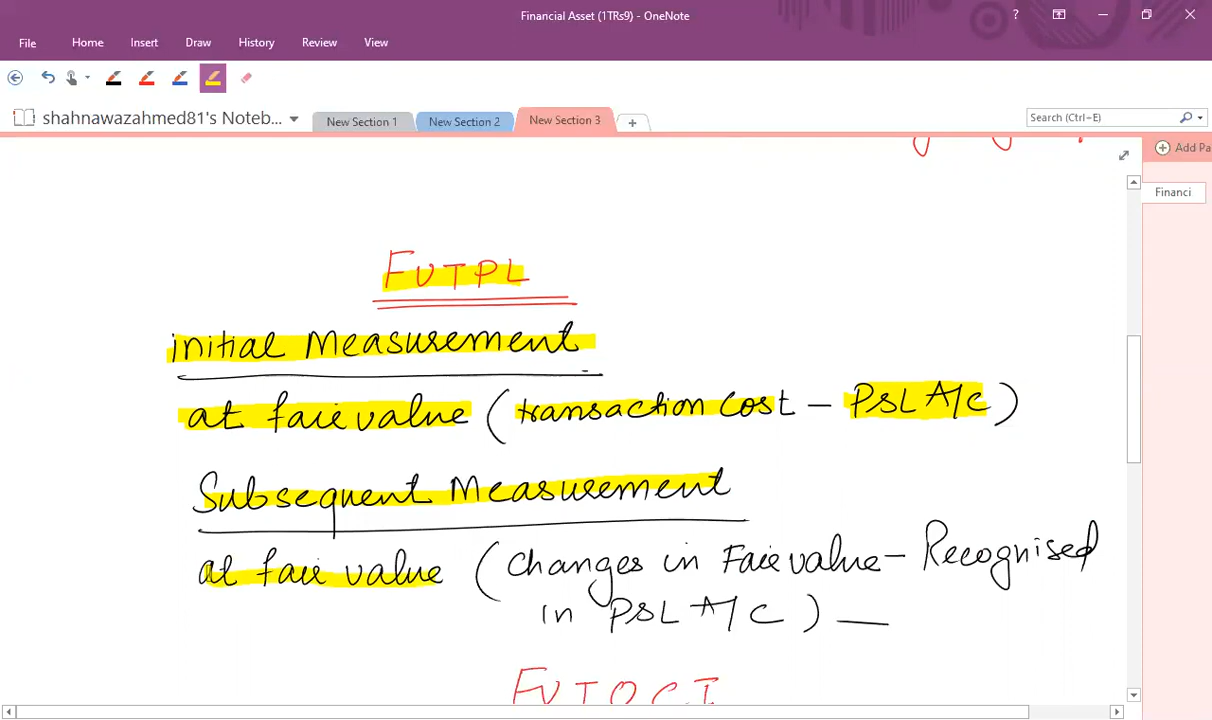 Financial Asset (1TRs9) - OneNote
File Home Insert Draw History Review View
shahnawazahmed81's Noteb... New Section 1 New Section 2 New Section 3 Search (Ctrl-E)
Add Pa
Financi
FVTPL
initial Measurement
at fair value (transaction cost - P&L A/c)
Subsequent Measurement
at fair value (Changes in Fair value - Recognised
in P&L A/c)
FVTOCI